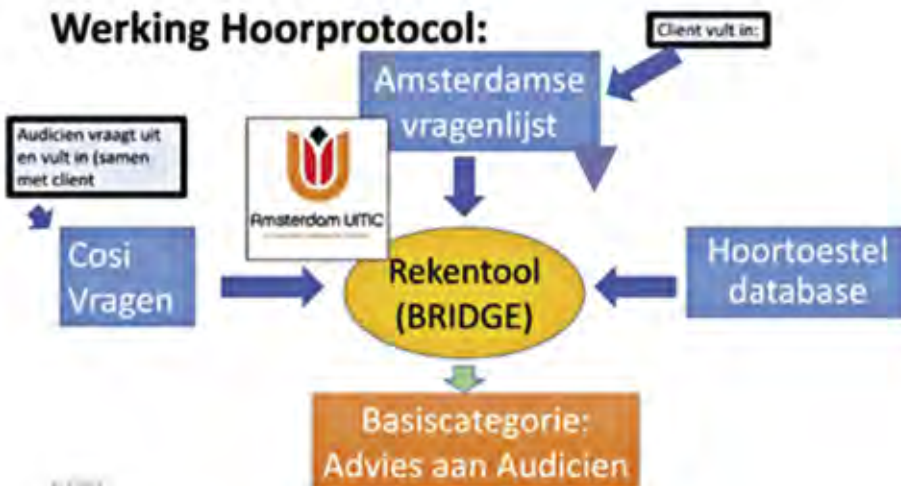 Werking Hoorprotocol:
Client vult in:
Amsterdamse
vragenlijst
Audicien vraagt uit
en vult in (samen
met client
Amsterdam UMC
Cosi
Vragen
Rekentool
(BRIDGE)
Hoortoestel
database
Basiscategorie:
Advies aan Audicien